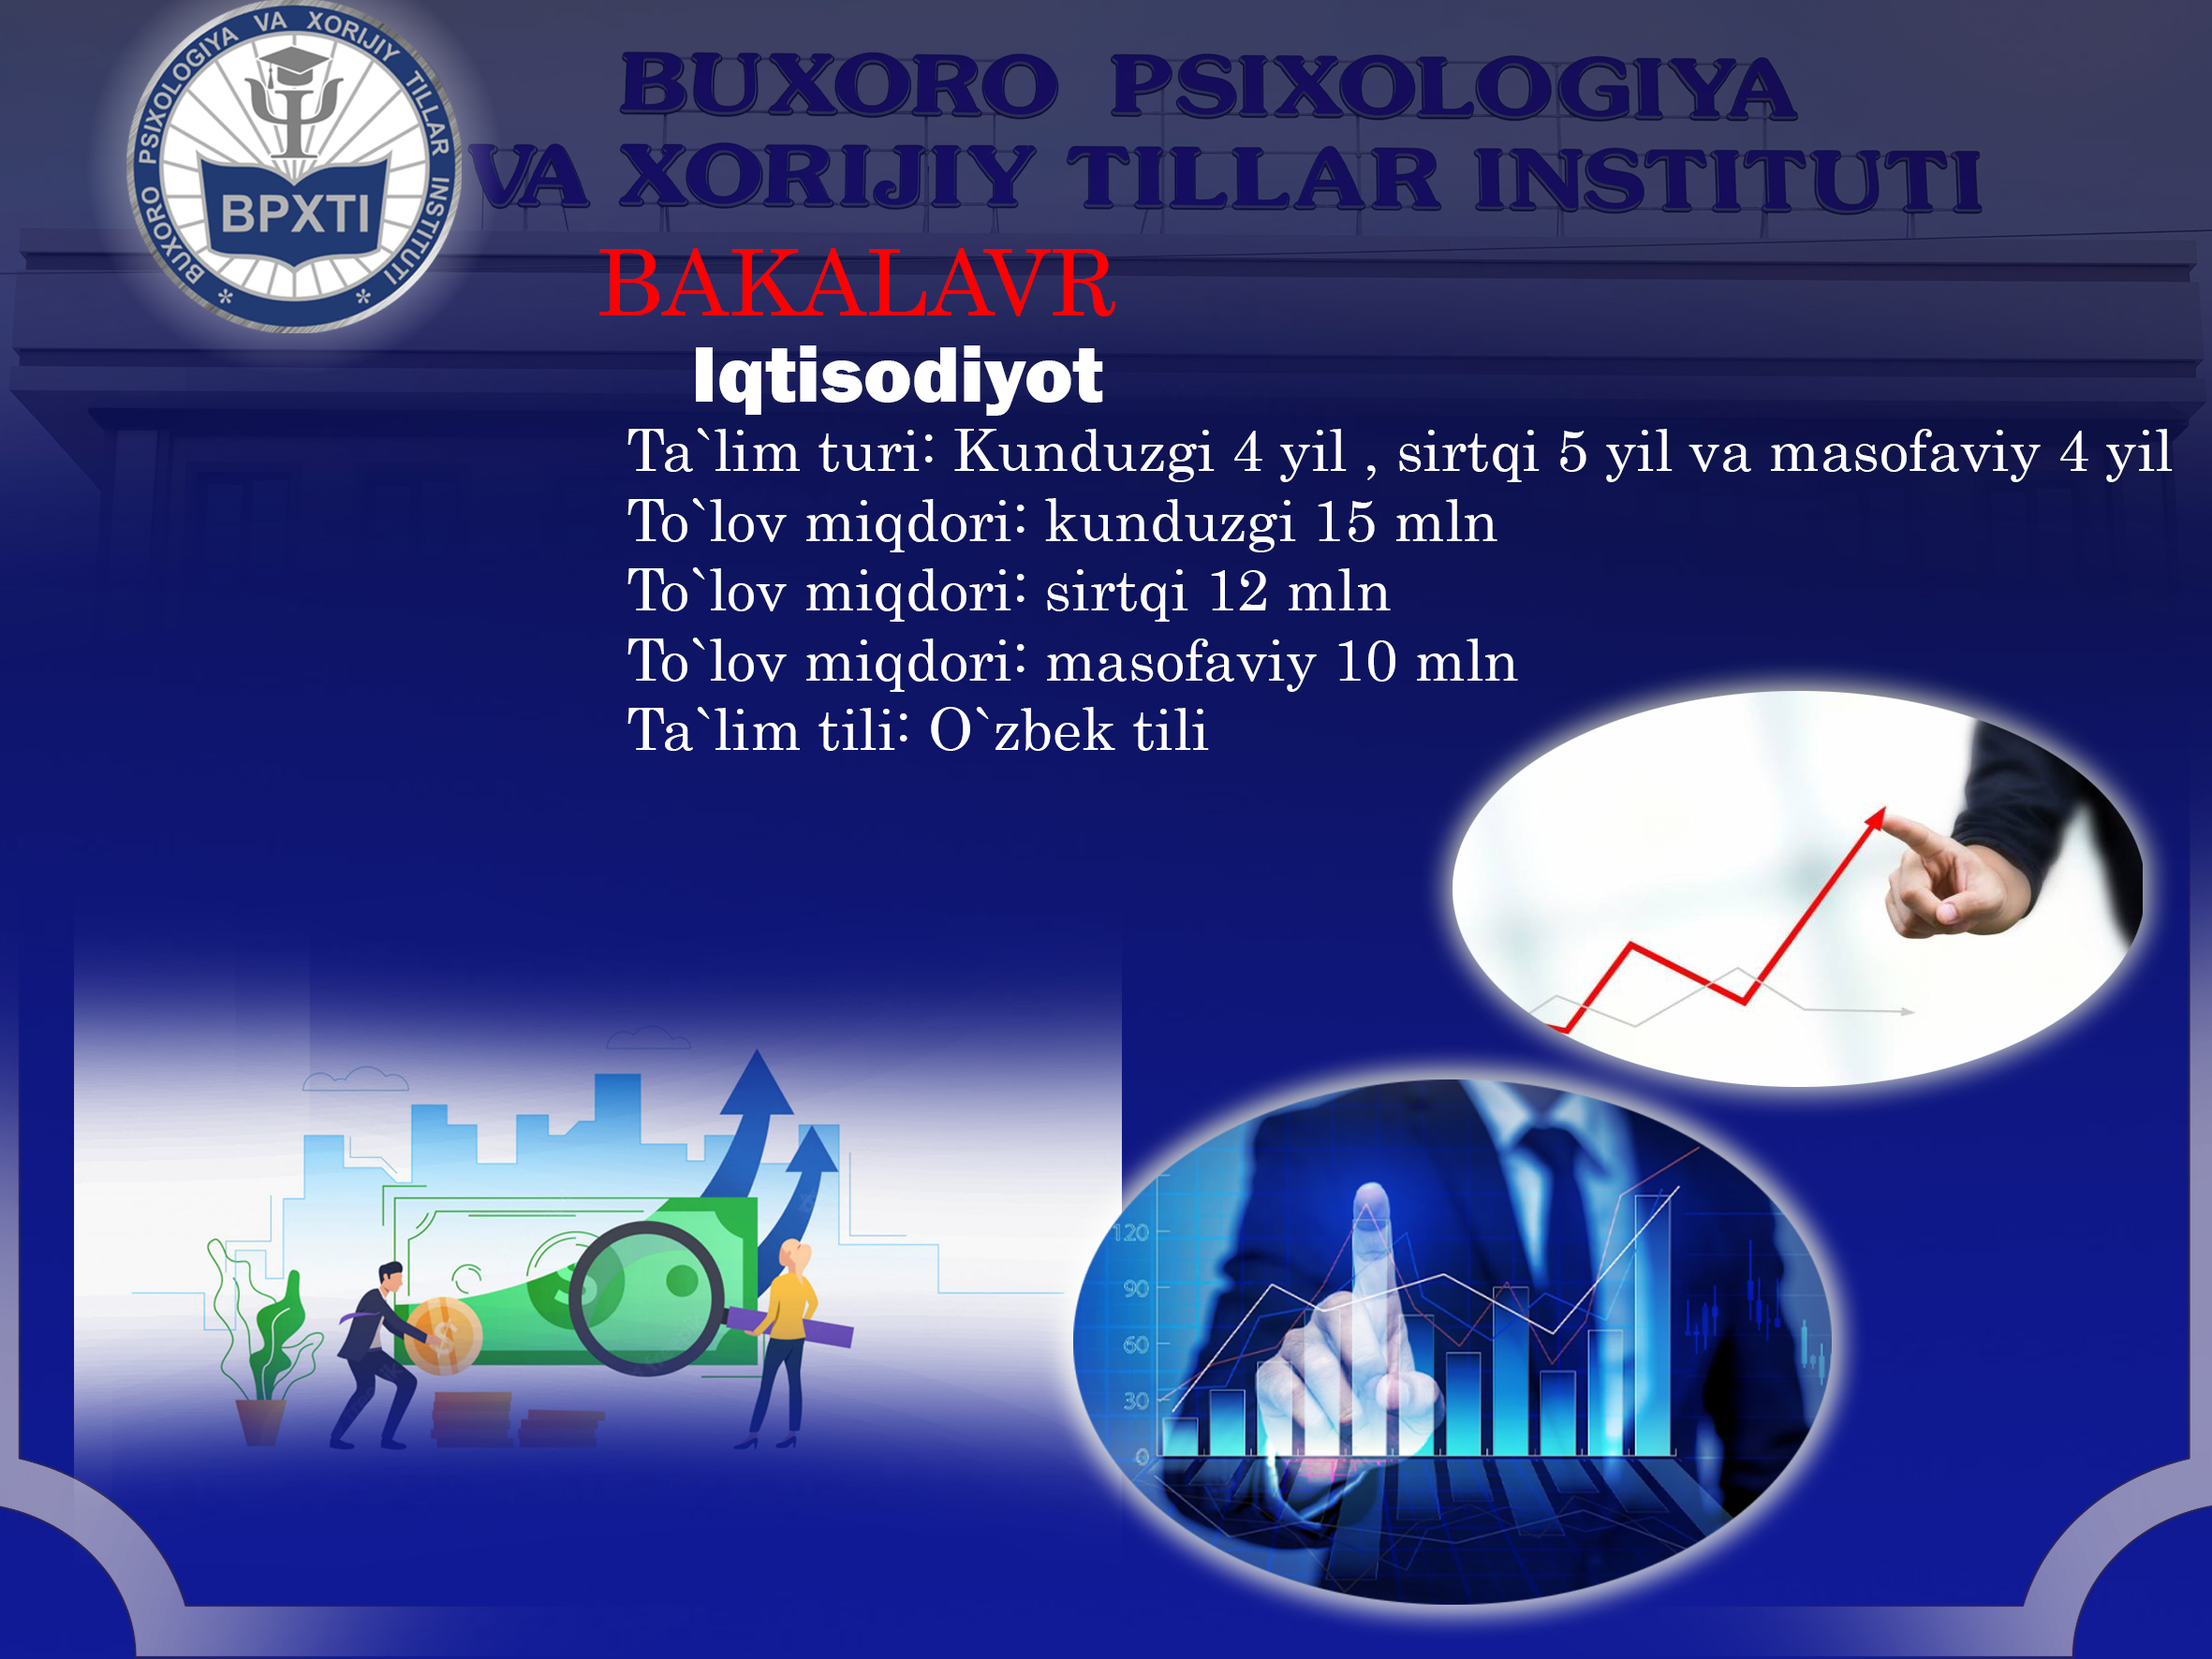 BUXORO PSIXOLOGIYA VA XORIJIY TILLAR INSTITUTI
BPXTI
BUXORO PSIXOLOGIYA
VA XORIJIY TILLAR INSTITUTI
BAKALAVR
Iqtisodiyot
Ta`lim turi: Kunduzgi 4 yil , sirtqi 5 yil va masofaviy 4 yil
To`lov miqdori: kunduzgi 15 mln
To`lov miqdori: sirtqi 12 mln
To`lov miqdori: masofaviy 10 mln
Ta`lim tili: O`zbek tili
$
$
120
90
60
30
0